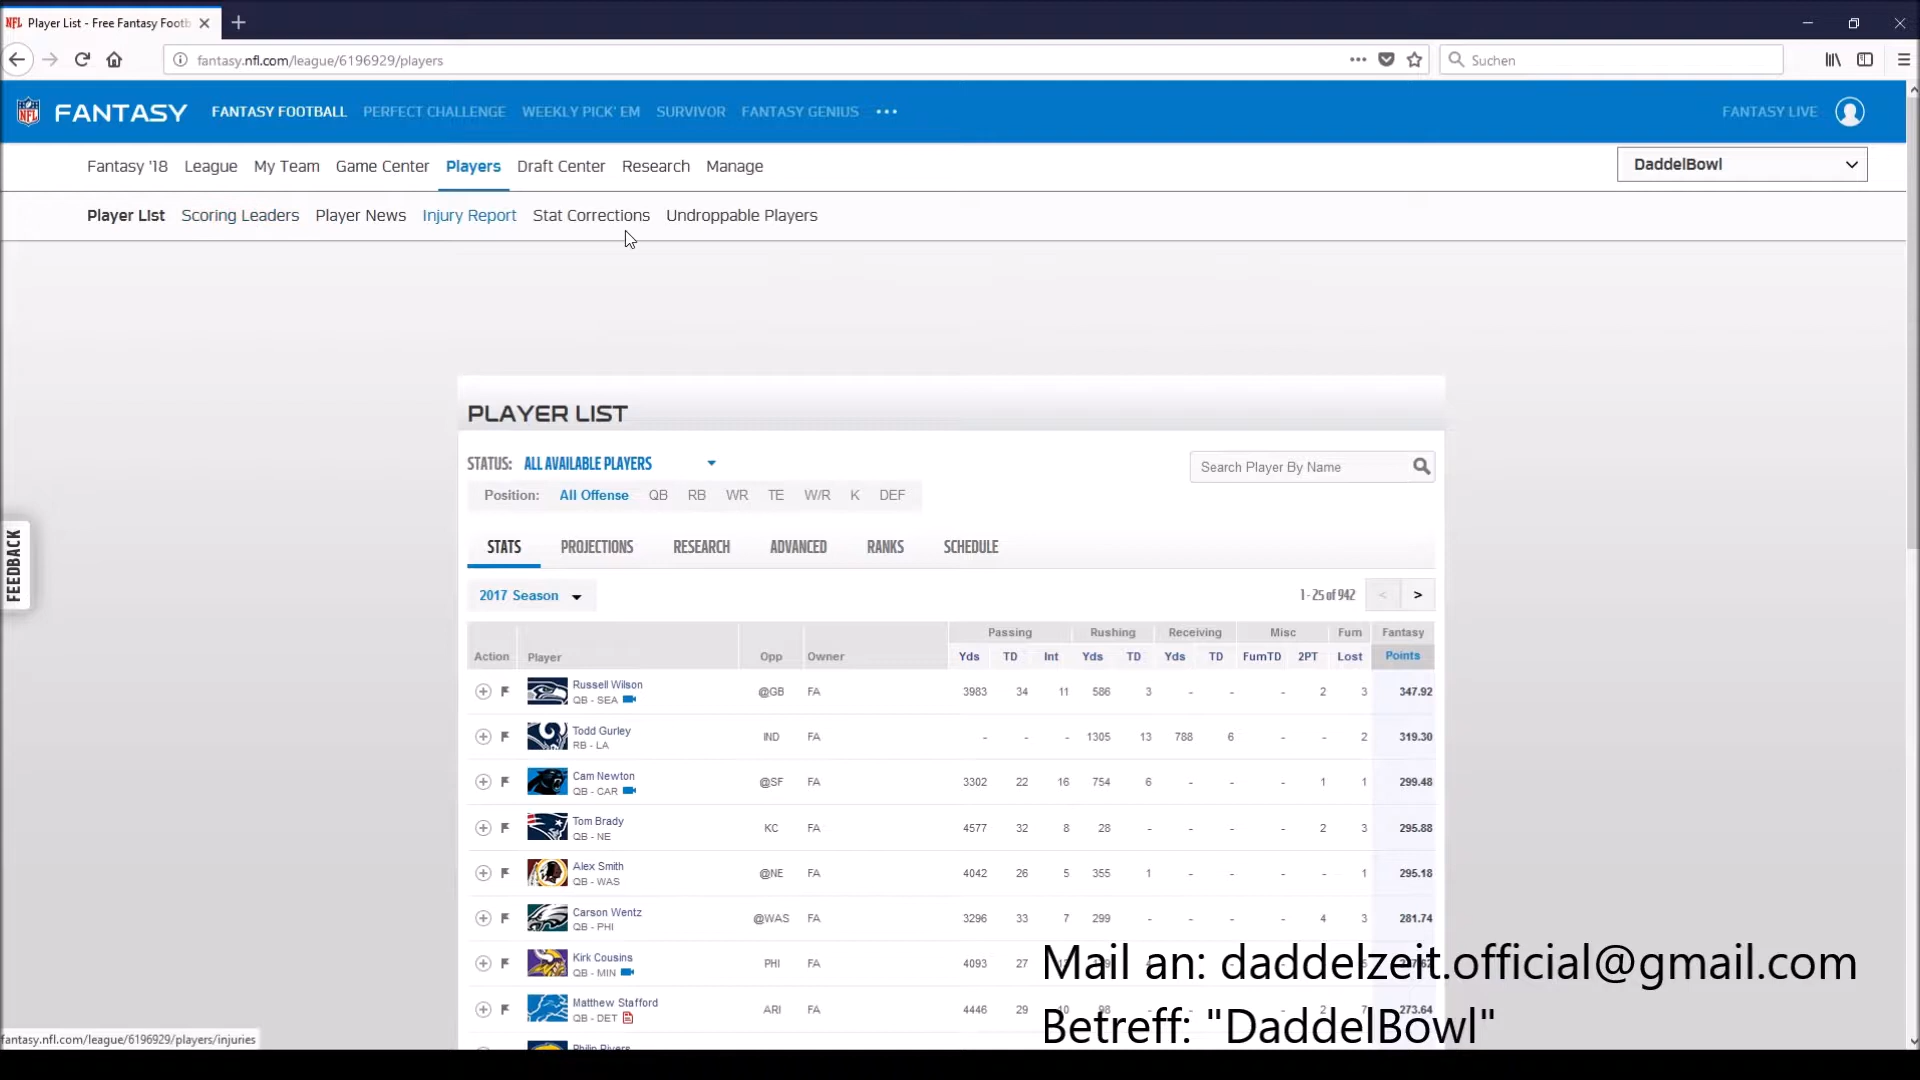 NFL Player List - Free Fantasy Footb
fantasy.nfl.com/league/6196929/players
Suchen
FANTASY FANTASY FOOTBALL PERFECT CHALLENGE WEEKLY PICK' EM SURVIVOR FANTASY GENIUS ••• FANTASY LIVE
Fantasy '18 League My Team Game Center Players Draft Center Research Manage DaddelBowl
Player List Scoring Leaders Player News Injury Report Stat Corrections Undroppable Players
FEEDBACK
PLAYER LIST
STATUS: ALL AVAILABLE PLAYERS Search Player By Name
Position: All Offense QB RB WR TE W/R K DEF
STATS PROJECTIONS RESEARCH ADVANCED RANKS SCHEDULE
2017 Season 1 - 25 of 942 < >
Passing Rushing Receiving Misc Fum Fantasy
Action Player Opp Owner Yds TD Int Yds TD Yds TD FumTD 2PT Lost Points
Russell Wilson
QB - SEA @GB FA 3983 34 11 586 3 - - - 2 3 347.92
Todd Gurley
RB - LA IND FA - - - 1305 13 788 6 - - 2 319.30
Cam Newton
QB - CAR @SF FA 3302 22 16 754 6 - - - 1 1 299.48
Tom Brady
QB - NE KC FA 4577 32 8 28 - - - - 2 3 295.88
Alex Smith
QB - WAS @NE FA 4042 26 5 355 1 - - - - 1 295.18
Carson Wentz
QB - PHI @WAS FA 3296 33 7 299 - - - - 4 3 281.74
Kirk Cousins
QB - MIN PHI FA 4093 27
Matthew Stafford
QB - DET ARI FA 4446 29 10 98 - - - - 2 7 273.64
Philip Rivers
Mail an: daddelzeit.official@gmail.com
Betreff: "DaddelBowl"
fantasy.nfl.com/league/6196929/players/injuries